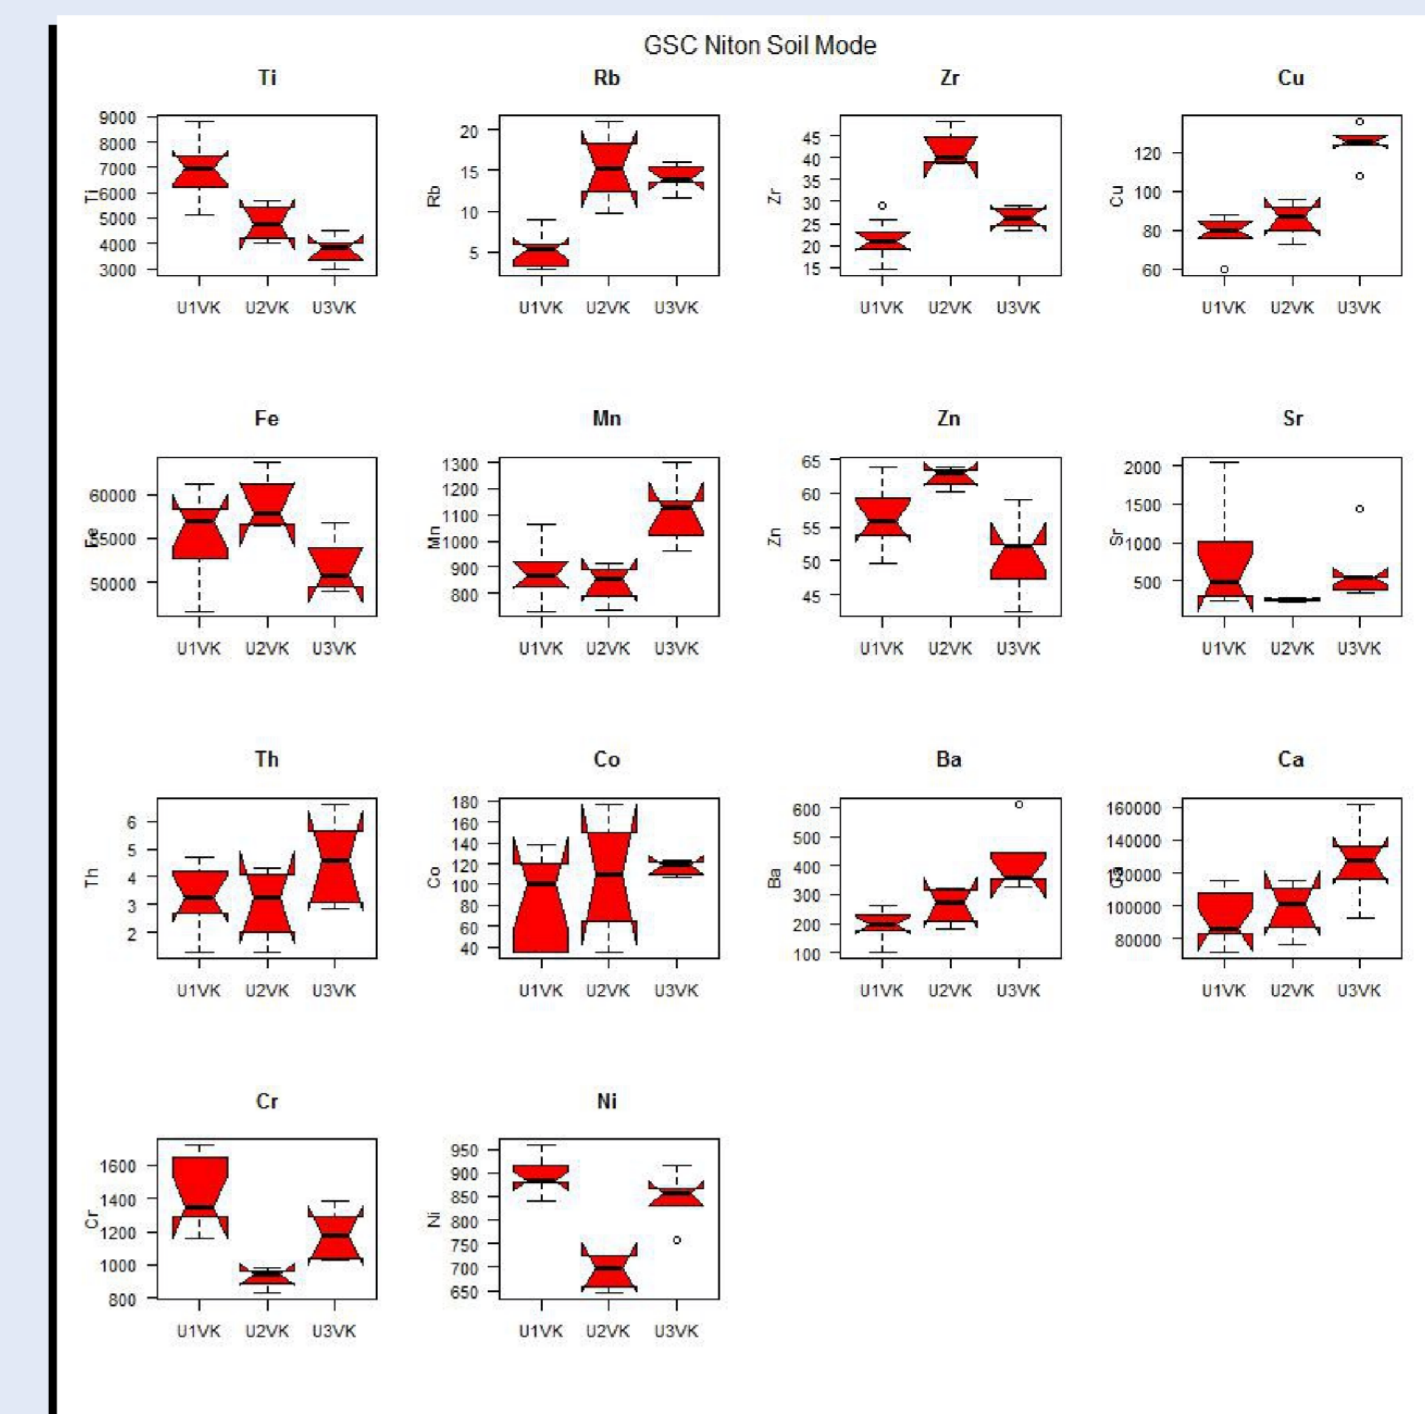 GSC Niton Soil Mode
Ti Rb Zr Cu
9000
8000
7000
6000
5000
4000
3000
Ti
U1VK U2VK U3VK
20
15
10
5
Rb
U1VK U2VK U3VK
45
40
35
30
25
20
15
Zr
U1VK U2VK U3VK
120
100
80
60
Cu
U1VK U2VK U3VK
Fe Mn Zn Sr
60000
55000
50000
Fe
U1VK U2VK U3VK
1300
1200
1100
1000
900
800
Mn
U1VK U2VK U3VK
65
60
55
50
45
Zn
U1VK U2VK U3VK
2000
1500
1000
500
Sr
U1VK U2VK U3VK
Th Co Ba Ca
6
5
4
3
2
Th
U1VK U2VK U3VK
180
160
140
120
100
80
60
40
Co
U1VK U2VK U3VK
600
500
400
300
200
100
Ba
U1VK U2VK U3VK
160000
140000
120000
100000
80000
Ca
U1VK U2VK U3VK
Cr Ni
1600
1400
1200
1000
800
Cr
U1VK U2VK U3VK
950
900
850
800
750
700
650
Ni
U1VK U2VK U3VK